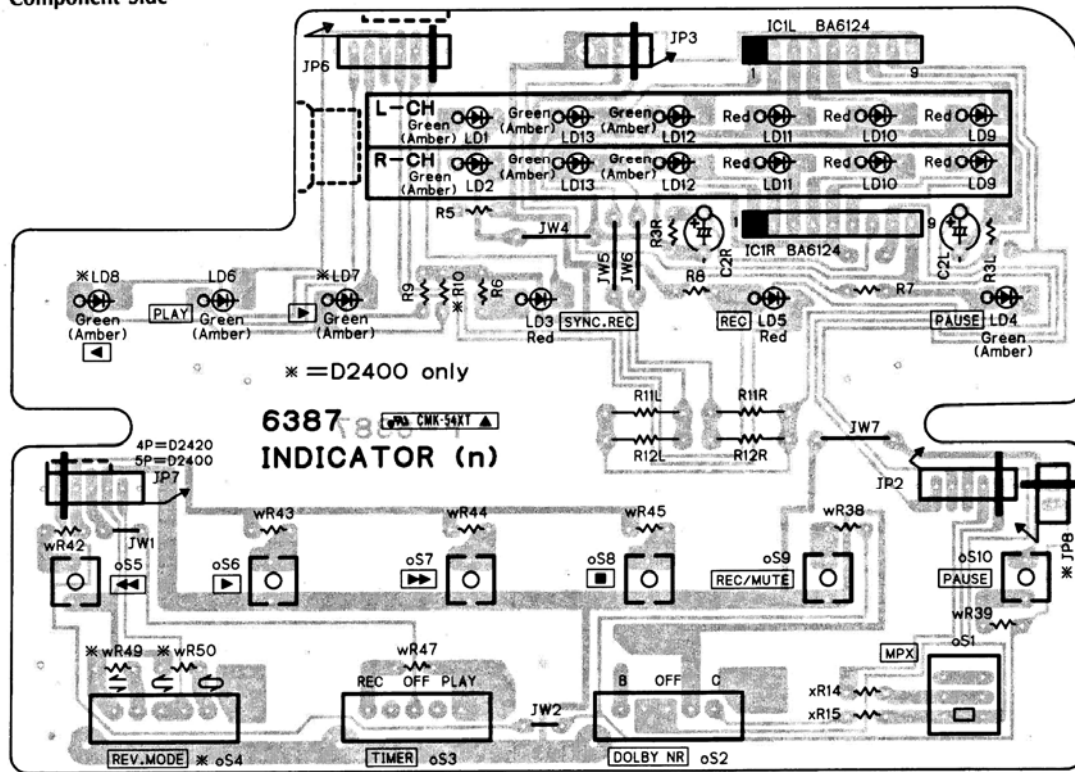 Component Side
JP6
JP3
IC1L BA6124
1 9
L-CH Green (Amber) LD1 Green (Amber) LD13 Green (Amber) LD12 Red LD11 Red LD10 Red LD9
R-CH Green (Amber) LD2 Green (Amber) LD13 Green (Amber) LD12 Red LD11 Red LD10 Red LD9
R5
JW4
JW5
JW6
R3R
C2R
1 9
IC1R BA6124
C2L
R3L
※LD8
LD6
※LD7
R9
※R10
R6
R8
R7
Green (Amber)
PLAY
Green (Amber)
▶
Green (Amber)
◀
LD3
Red
SYNC.REC
REC
LD5
Red
PAUSE
LD4
Green (Amber)
※=D2400 only
6387
CMK-54XT ▲
INDICATOR (n)
R11L
R11R
R12L
R12R
JW7
4P=D2420
5P=D2400
JP7
JP2
※JP8
wR42
JW1
wR43
wR44
wR45
wR38
oS5
◀◀
oS6
▶
oS7
▶▶
oS8
■
oS9
REC/MUTE
oS10
PAUSE
wR39
※wR49
※wR50
wR47
MPX
oS1
REC OFF PLAY
B OFF C
xR14
xR15
JW2
REV.MODE ※ oS4
TIMER oS3
DOLBY NR oS2